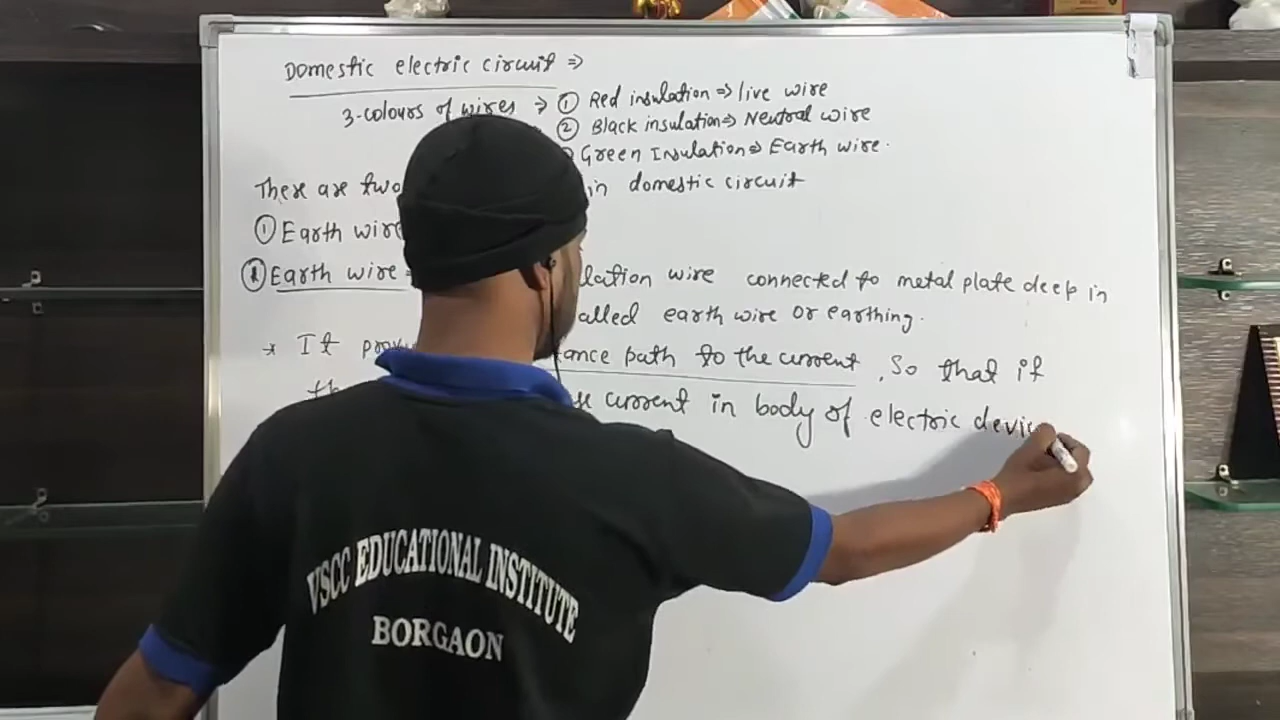 Domestic electric circuit ⇒
3-colours of wires ⇒ ① Red insulation ⇒ live wire
② Black insulation ⇒ Neutral wire
Green Insulation ⇒ Earth wire.
There are two in domestic circuit
① Earth wire
① Earth wire lation wire connected to metal plate deep in
alled earth wire or earthing.
* It ance path to the current, So that if
current in body of electric devic
VSCC EDUCATIONAL INSTITUTE
BORGAON